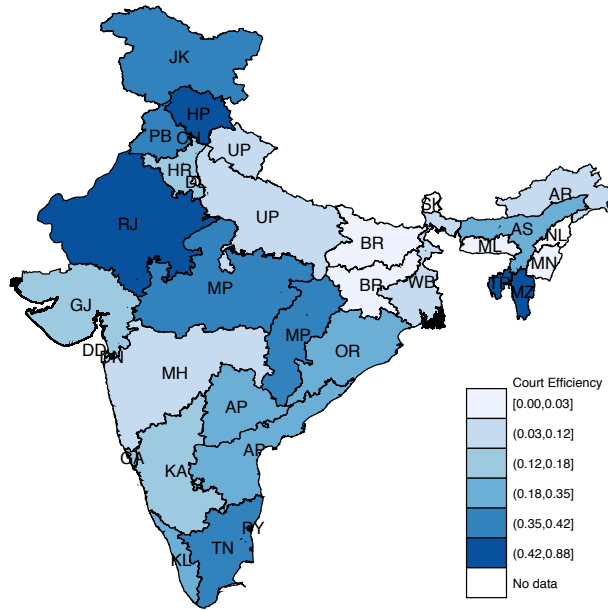 JK
HP
PB
CH
UP
HR
DL
RJ
UP
SK
AR
BR
AS
NL
ML
MN
GJ
MP
BR
WB
TR
MZ
DD
DN
MH
MP
OR
AP
GA
KA
AP
PY
TN
KL
Court Efficiency
[0.00,0.03]
(0.03,0.12]
(0.12,0.18]
(0.18,0.35]
(0.35,0.42]
(0.42,0.88]
No data